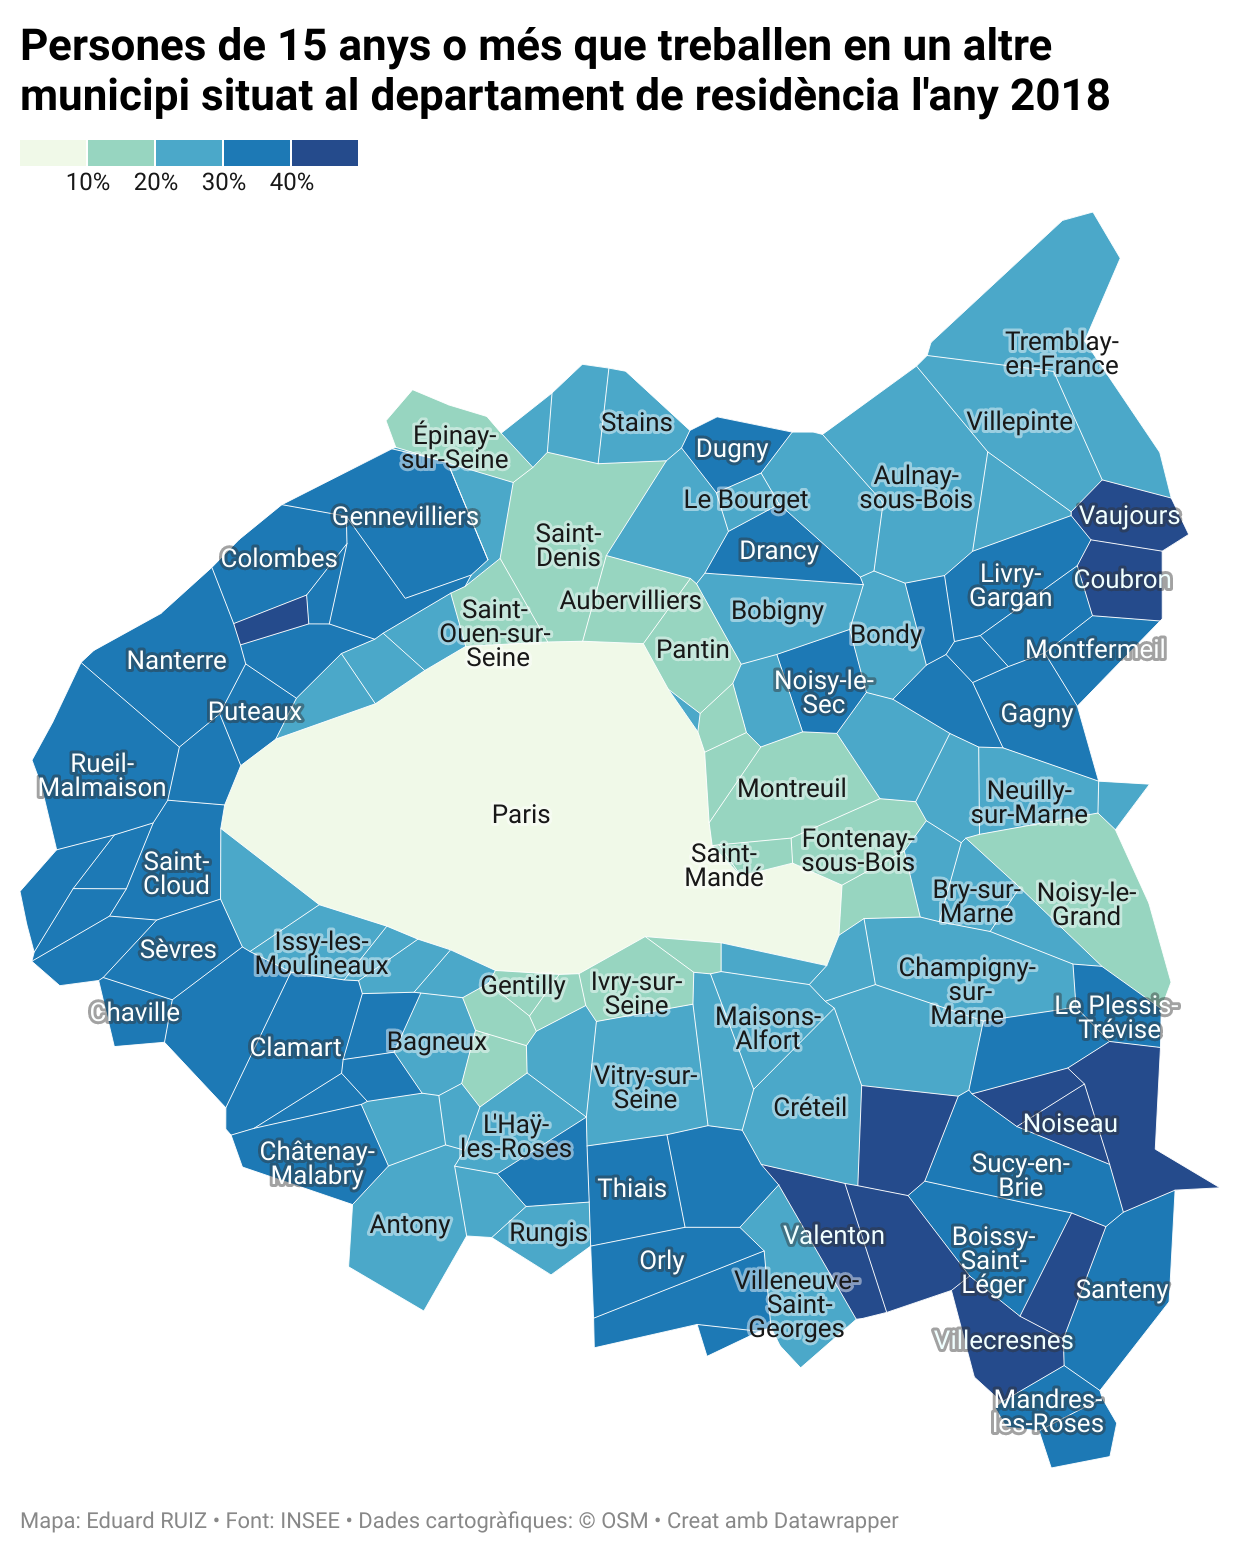 Persones de 15 anys o més que treballen en un altre
municipi situat al departament de residència l'any 2018
10% 20% 30% 40%
Tremblay-
en-France
Villepinte
Stains
Épinay-
sur-Seine
Dugny
Aulnay-
sous-Bois
Le Bourget
Vaujours
Gennevilliers
Saint-
Denis
Drancy
Colombes
Livry-
Gargan
Coubron
Aubervilliers
Saint-
Ouen-sur-
Seine
Bobigny
Bondy
Pantin
Montfermeil
Nanterre
Noisy-le-
Sec
Puteaux
Gagny
Rueil-
Malmaison
Montreuil
Neuilly-
sur-Marne
Paris
Fontenay-
sous-Bois
Saint-
Mandé
Saint-
Cloud
Bry-sur-
Marne
Noisy-le-
Grand
Sèvres
Issy-les-
Moulineaux
Gentilly
Ivry-sur-
Seine
Champigny-
sur-
Marne
Chaville
Le Plessis-
Trévise
Maisons-
Alfort
Clamart
Bagneux
Vitry-sur-
Seine
Créteil
L'Haÿ-
les-Roses
Noiseau
Châtenay-
Malabry
Sucy-en-
Brie
Thiais
Antony
Rungis
Valenton
Boissy-
Saint-
Léger
Orly
Villeneuve-
Saint-
Georges
Santeny
Villecresnes
Mandres-
les-Roses
Mapa: Eduard RUIZ • Font: INSEE • Dades cartogràfiques: © OSM • Creat amb Datawrapper